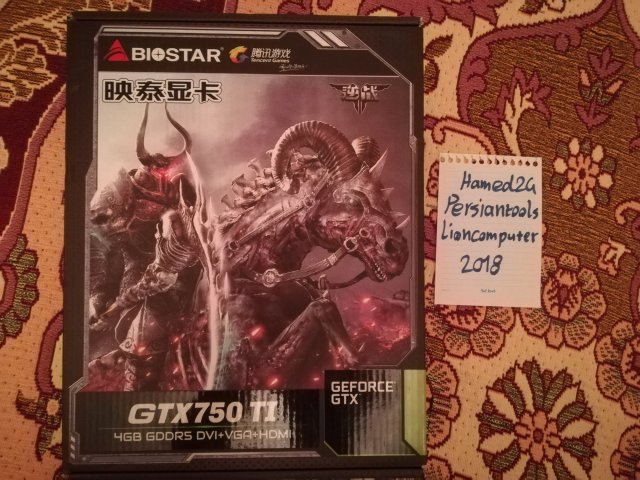 BIOSTAR
腾讯游戏
Tencent Games
映泰显卡
逆战
GEFORCE
GTX
GTX750 TI
4GB GDDR5 DVI+VGA+HDMI
Hamed2G
Persiantools
Lioncomputer
2018